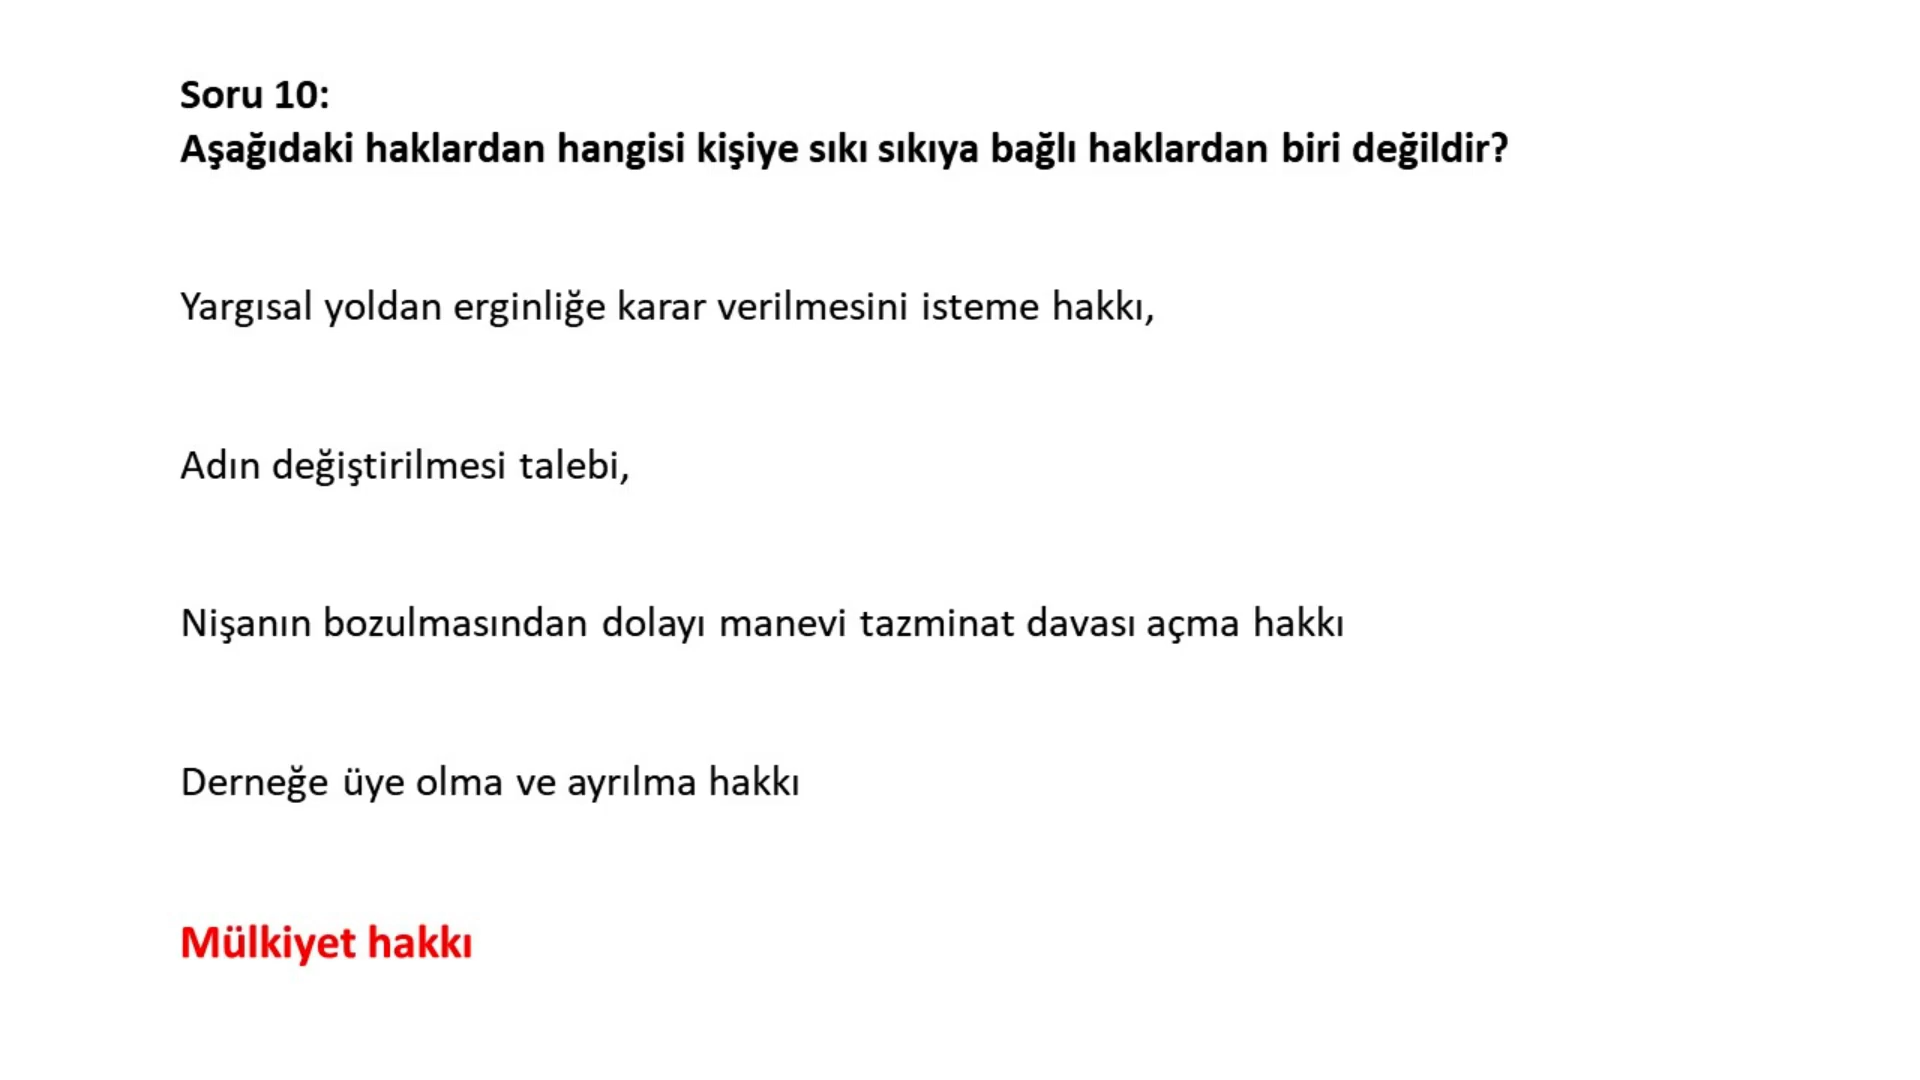 Soru 10:
Aşağıdaki haklardan hangisi kişiye sıkı sıkıya bağlı haklardan biri değildir?
Yargısal yoldan erginliğe karar verilmesini isteme hakkı,
Adın değiştirilmesi talebi,
Nişanın bozulmasından dolayı manevi tazminat davası açma hakkı
Derneğe üye olma ve ayrılma hakkı
Mülkiyet hakkı